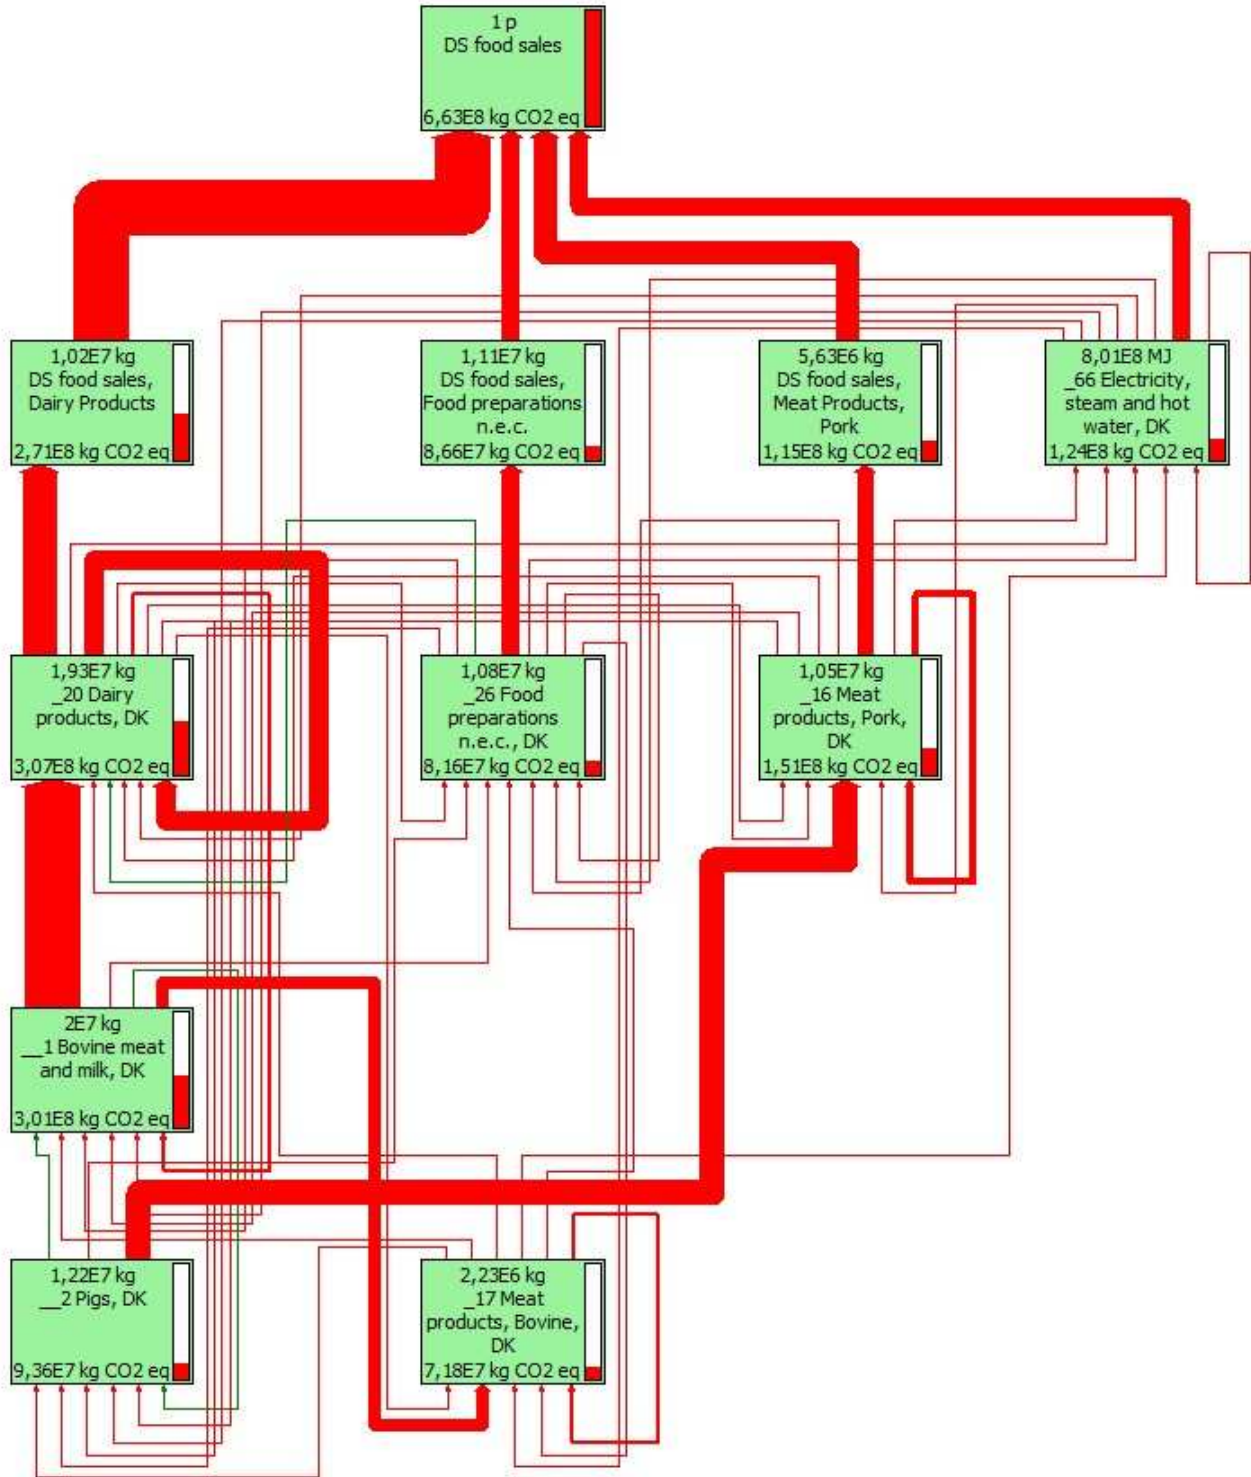 1 p
DS food sales
6,63E8 kg CO2 eq
1,02E7 kg
DS food sales,
Dairy Products
2,71E8 kg CO2 eq
1,11E7 kg
DS food sales,
Food preparations
n.e.c.
8,66E7 kg CO2 eq
5,63E6 kg
DS food sales,
Meat Products,
Pork
1,15E8 kg CO2 eq
8,01E8 MJ
_66 Electricity,
steam and hot
water, DK
1,24E8 kg CO2 eq
1,93E7 kg
_20 Dairy
products, DK
3,07E8 kg CO2 eq
1,08E7 kg
_26 Food
preparations
n.e.c., DK
8,16E7 kg CO2 eq
1,05E7 kg
_16 Meat
products, Pork,
DK
1,51E8 kg CO2 eq
2E7 kg
__1 Bovine meat
and milk, DK
3,01E8 kg CO2 eq
1,22E7 kg
__2 Pigs, DK
9,36E7 kg CO2 eq
2,23E6 kg
_17 Meat
products, Bovine,
DK
7,18E7 kg CO2 eq